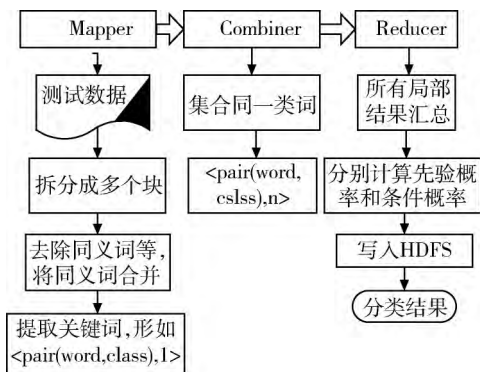 Mapper
Combiner
Reducer
测试数据
拆分成多个块
去除同义词等,
将同义词合并
提取关键词,形如
<pair(word,class),1>
集合同一类词
<pair(word,
cslss),n>
所有局部
结果汇总
分别计算先验概
率和条件概率
写入HDFS
分类结果